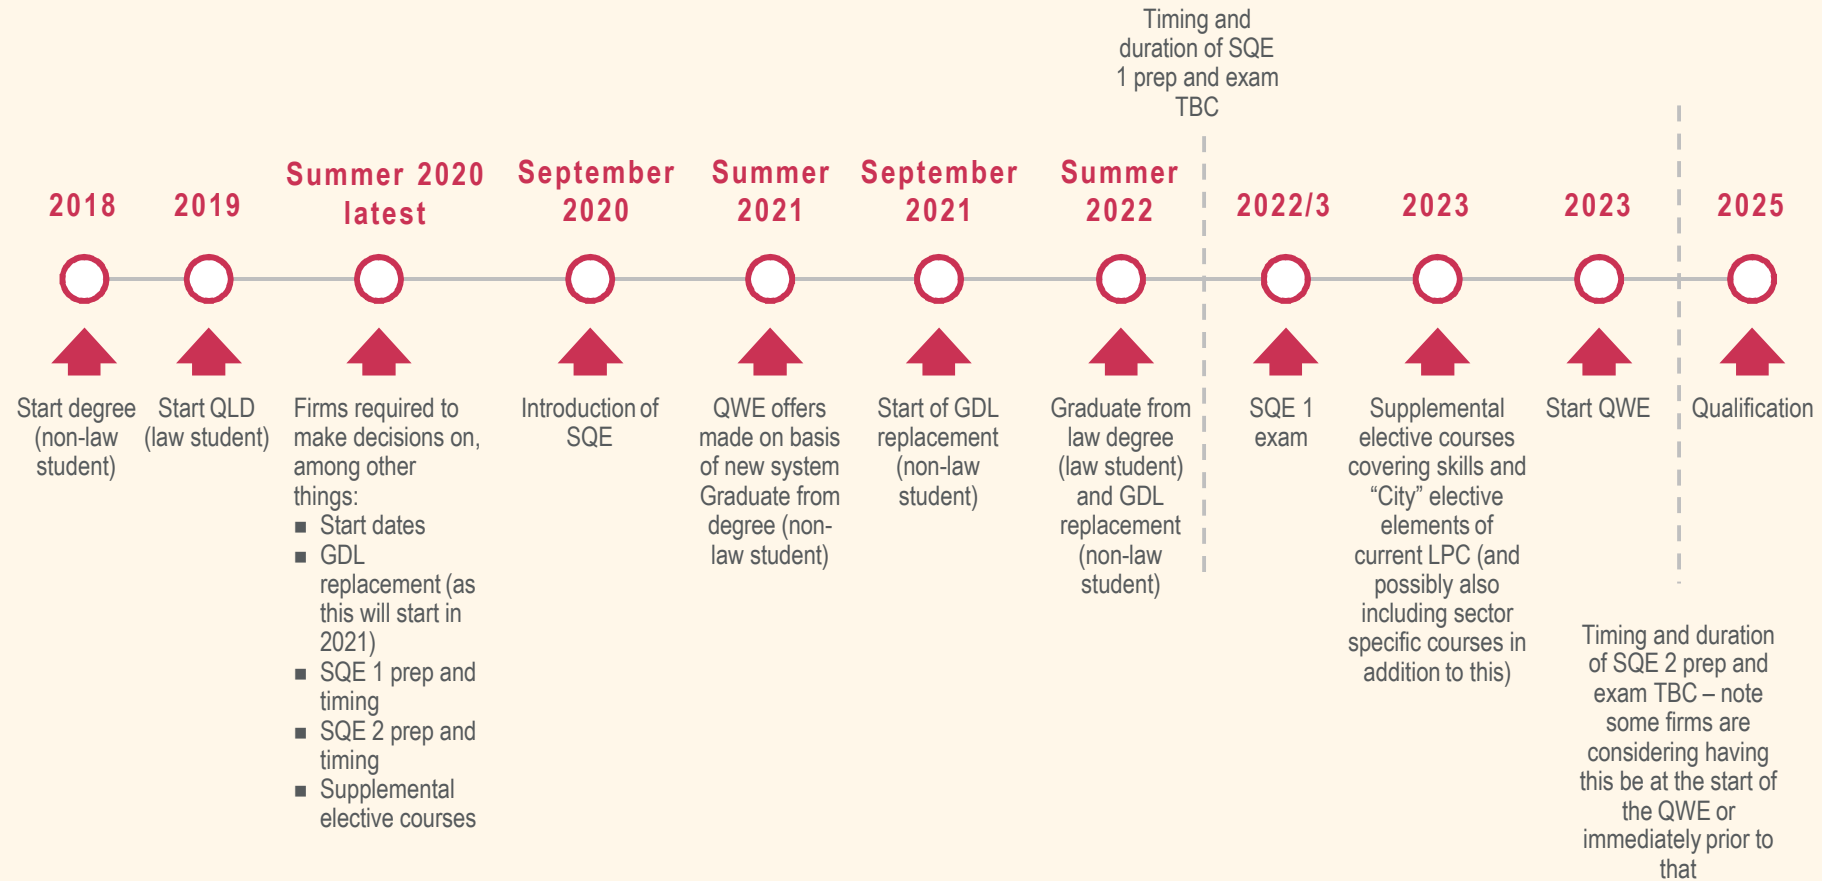 Timing and
duration of SQE
1 prep and exam
TBC
2018
Start degree
(non-law
student)
2019
Start QLD
(law student)
Summer 2020
latest
Firms required to
make decisions on,
among other
things:
■ Start dates
■ GDL
replacement (as
this will start in
2021)
■ SQE 1 prep and
timing
■ SQE 2 prep and
timing
■ Supplemental
elective courses
September
2020
Introduction of
SQE
Summer
2021
QWE offers
made on basis
of new system
Graduate from
degree (non-
law student)
September
2021
Start of GDL
replacement
(non-law
student)
Summer
2022
Graduate from
law degree
(law student)
and GDL
replacement
(non-law
student)
2022/3
SQE 1
exam
2023
Supplemental
elective courses
covering skills and
“City” elective
elements of
current LPC (and
possibly also
including sector
specific courses in
addition to this)
2023
Start QWE
2025
Qualification
Timing and duration
of SQE 2 prep and
exam TBC – note
some firms are
considering having
this be at the start of
the QWE or
immediately prior to
that